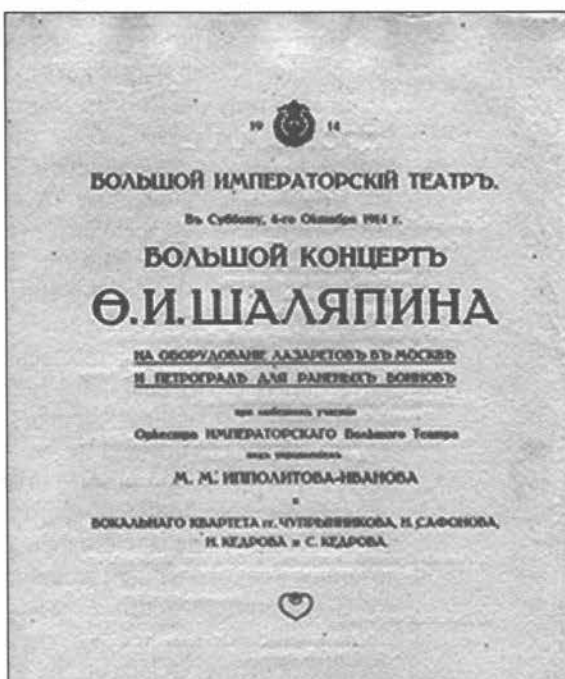 19 14
БОЛЬШОЙ ИМПЕРАТОРСКІЙ ТЕАТРЪ.
Въ Субботу, 4-го Октября 1914 г.
БОЛЬШОЙ КОНЦЕРТЪ
Ѳ.И.ШАЛЯПИНА
НА ОБОРУДОВАНІЕ ЛАЗАРЕТОВЪ ВЪ МОСКВѢ
И ПЕТРОГРАДѢ ДЛЯ РАНЕНЫХЪ ВОИНОВЪ
при любезномъ участіи
Оркестра ИМПЕРАТОРСКАГО Большого Театра
подъ управленіемъ
М. М. ИППОЛИТОВА-ИВАНОВА
и
ВОКАЛЬНАГО КВАРТЕТА гг. ЧУПРЫННИКОВА, Н. САФОНОВА,
Н. КЕДРОВА и С. КЕДРОВА.